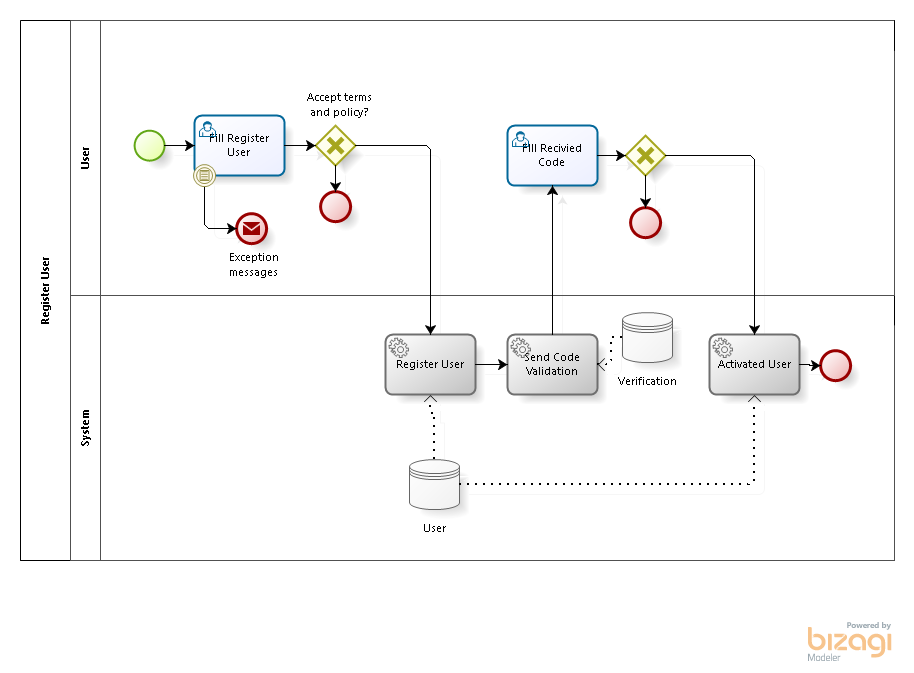 Register User
User
System
Accept terms
and policy?
Fill Register
User
Exception
messages
Fill Recivied
Code
Register User
Send Code
Validation
Verification
Activated User
User
Powered by
bizagi
Modeler